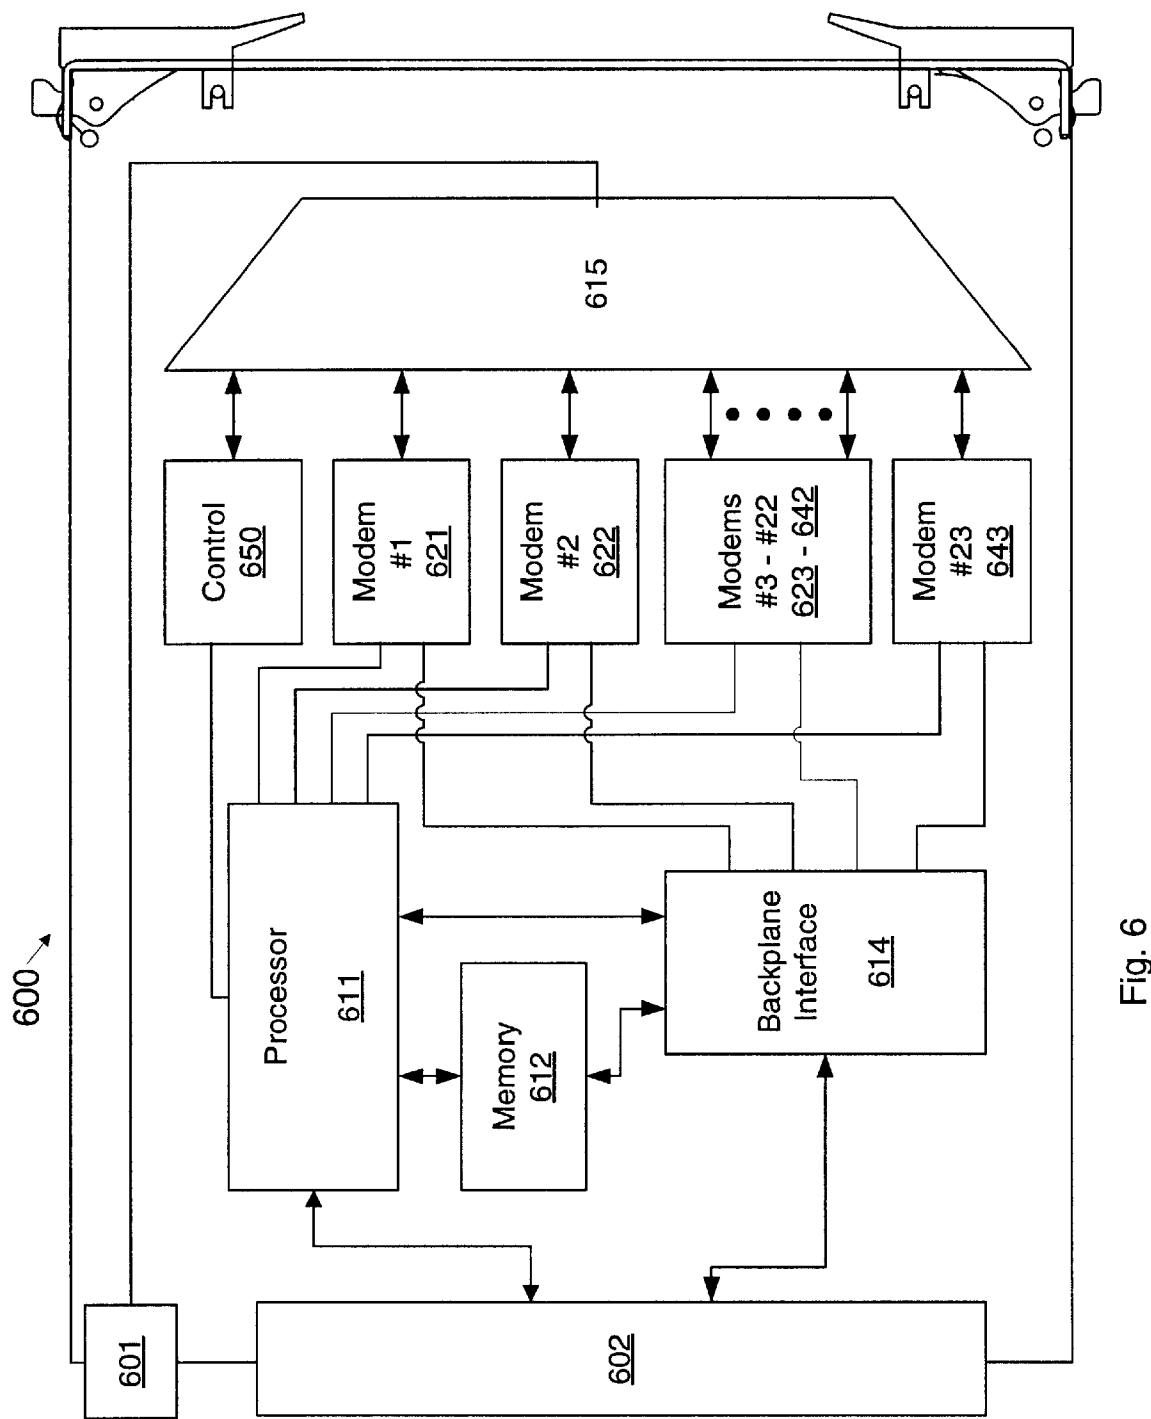 600
601
602
Processor
611
Memory
612
Backplane
Interface
614
Control
650
Modem
#1
621
Modem
#2
622
Modems
#3 - #22
623 - 642
Modem
#23
643
615
Fig. 6